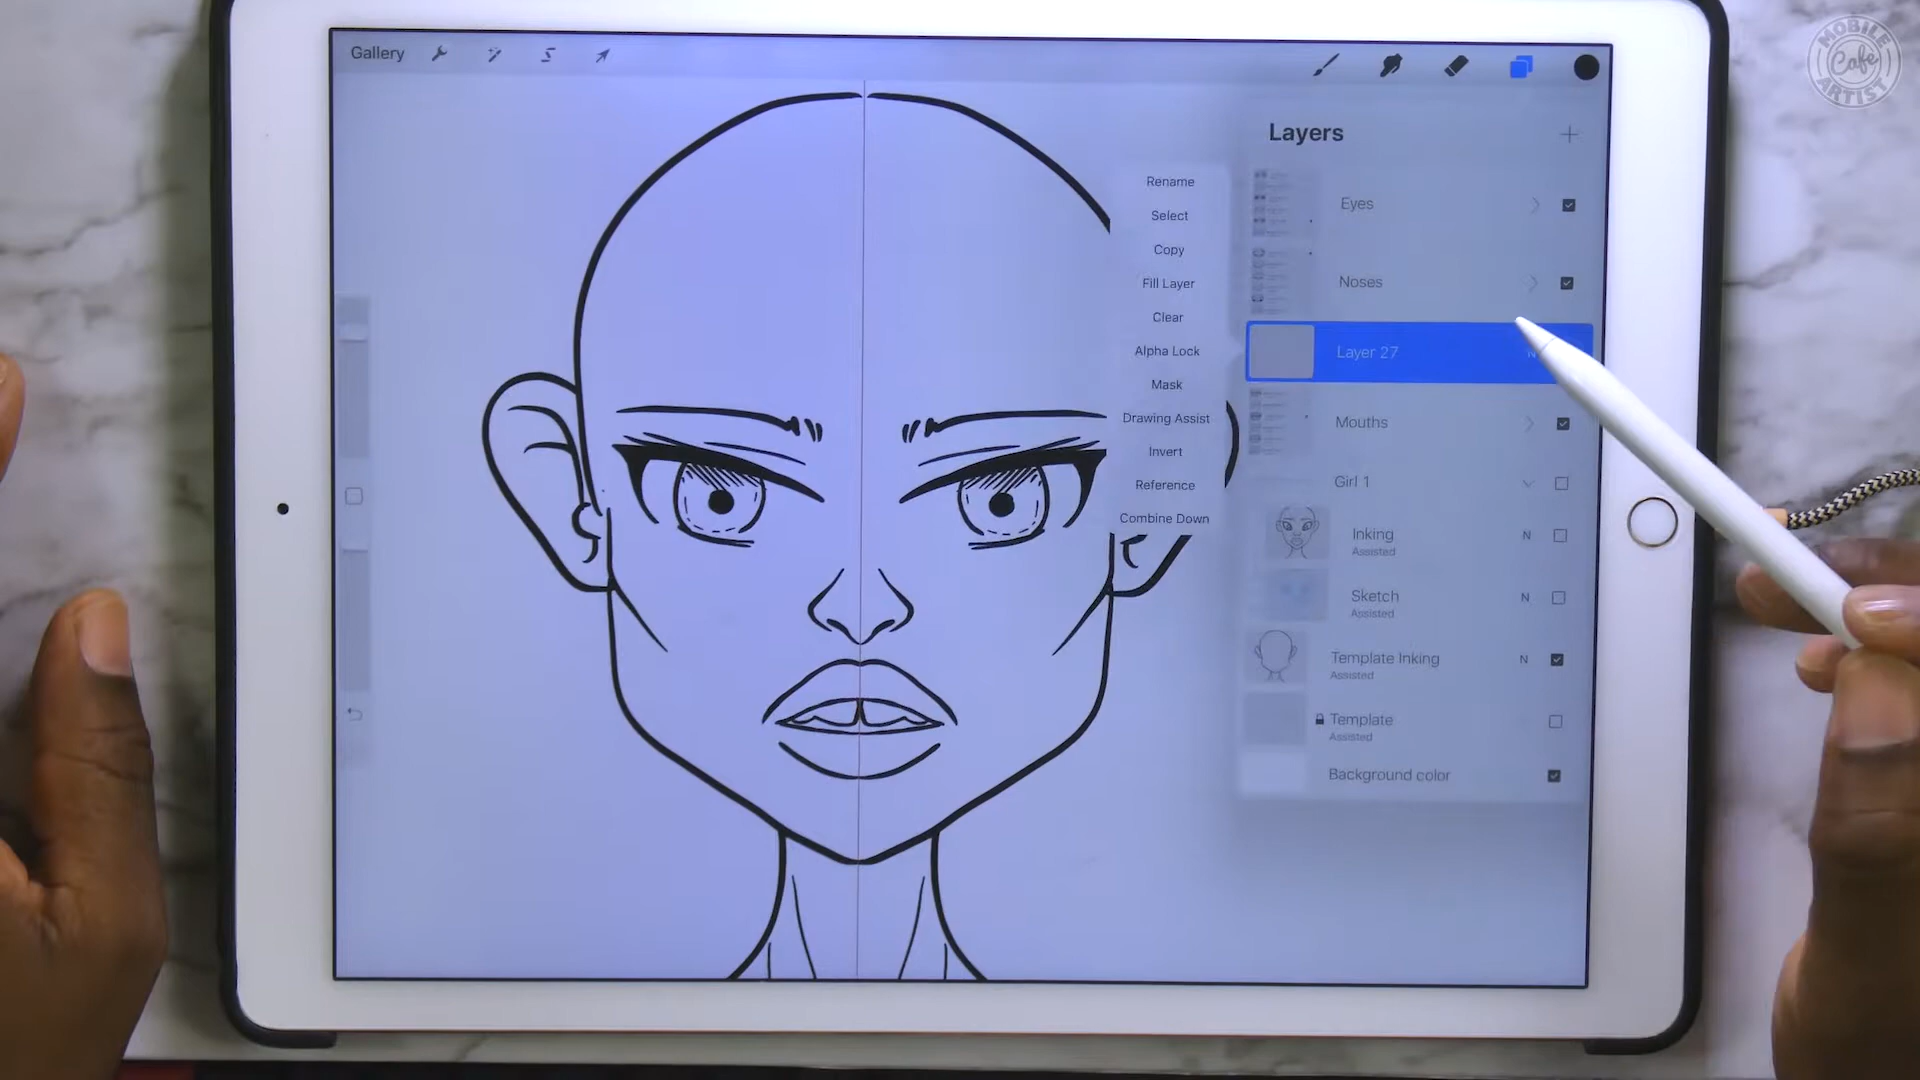 MOBILE
Cafe
ARTIST
Gallery
Layers
Rename
Select
Copy
Fill Layer
Clear
Alpha Lock
Mask
Drawing Assist
Invert
Reference
Combine Down
Eyes
Noses
Layer 27
N
Mouths
Girl 1
Inking
N
Assisted
Sketch
N
Assisted
Template Inking
N
Assisted
Template
Assisted
Background color